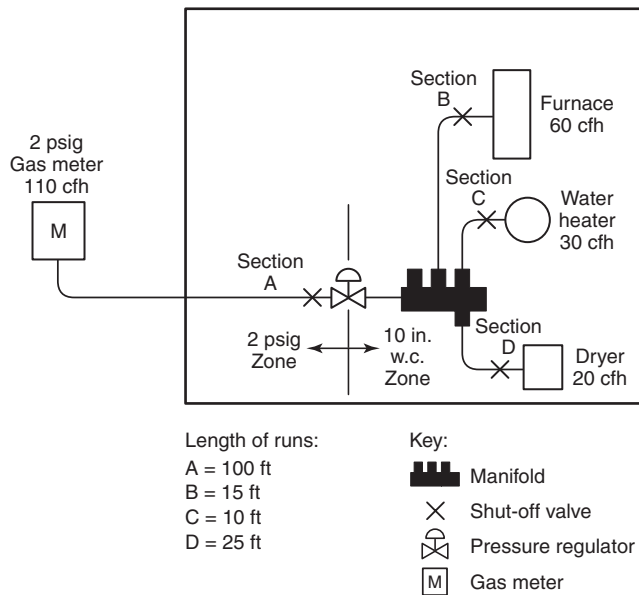 Section
B
Furnace
60 cfh
2 psig
Gas meter
110 cfh
M
Section
C
Water
heater
30 cfh
Section
A
2 psig
Zone
10 in.
w.c.
Zone
Section
D
Dryer
20 cfh
Length of runs:
A = 100 ft
B = 15 ft
C = 10 ft
D = 25 ft
Key:
Manifold
Shut-off valve
Pressure regulator
M Gas meter